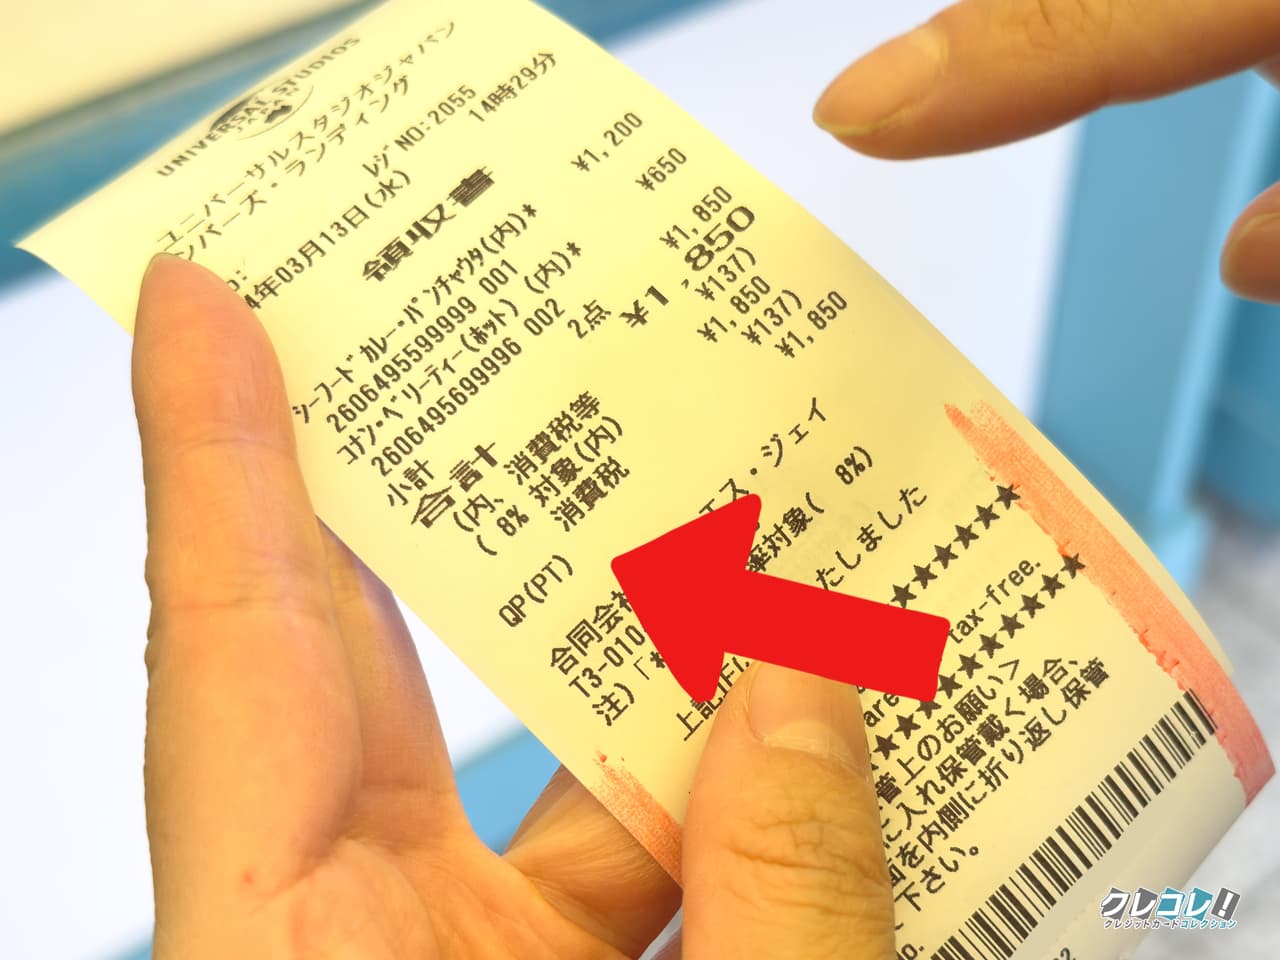 UNIVERSAL STUDIOS
JAPAN
ユニバーサルスタジオジャパン
ンバーズ・ランディング
レジNO:2055
4年03月13日(水) 14時29分
領収書
シーフードカレー・パンチャウタ(内)* ¥1,200
2606495599999 001
コナン・ベリーティー(ホット)(内)* ¥650
2606495699996 002
小計 2点 ¥1,850
合計 ¥1,850
(内、消費税等 ¥137)
( 8% 対象(内) ¥1,850
消費税 ¥137)
QP(PT) ¥1,850
合同会社 エス・ジェイ
T3-010
注)「* 率対象( 8%)
上記 たしました
★★★★★★★
tax-free.
are
★★★★★★★★★
管上のお願い>
に入れ保管戴く場合、
面を内側に折り返し保管
下さい。
クレコレ!
クレジットカードコレクション